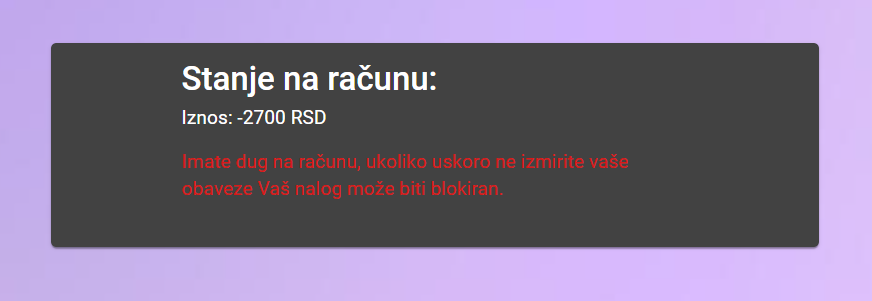 Stanje na računu:
Iznos: -2700 RSD
Imate dug na računu, ukoliko uskoro ne izmirite vaše
obaveze Vaš nalog može biti blokiran.